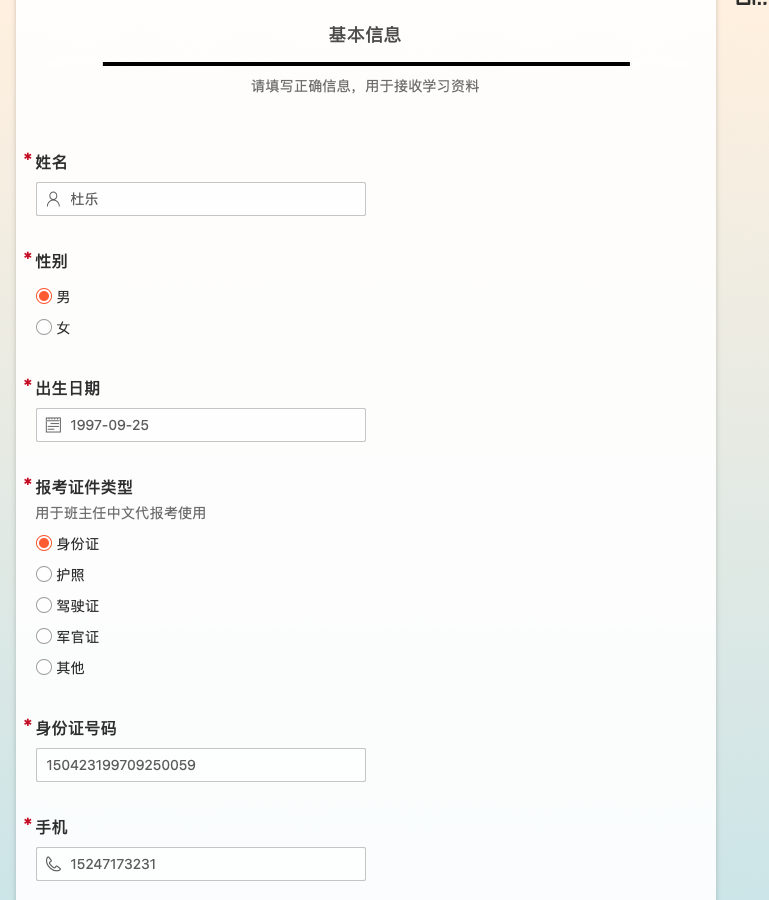 基本信息
请填写正确信息，用于接收学习资料
* 姓名
杜乐
* 性别
男
女
* 出生日期
1997-09-25
* 报考证件类型
用于班主任中文代报考使用
身份证
护照
驾驶证
军官证
其他
* 身份证号码
150423199709250059
* 手机
15247173231